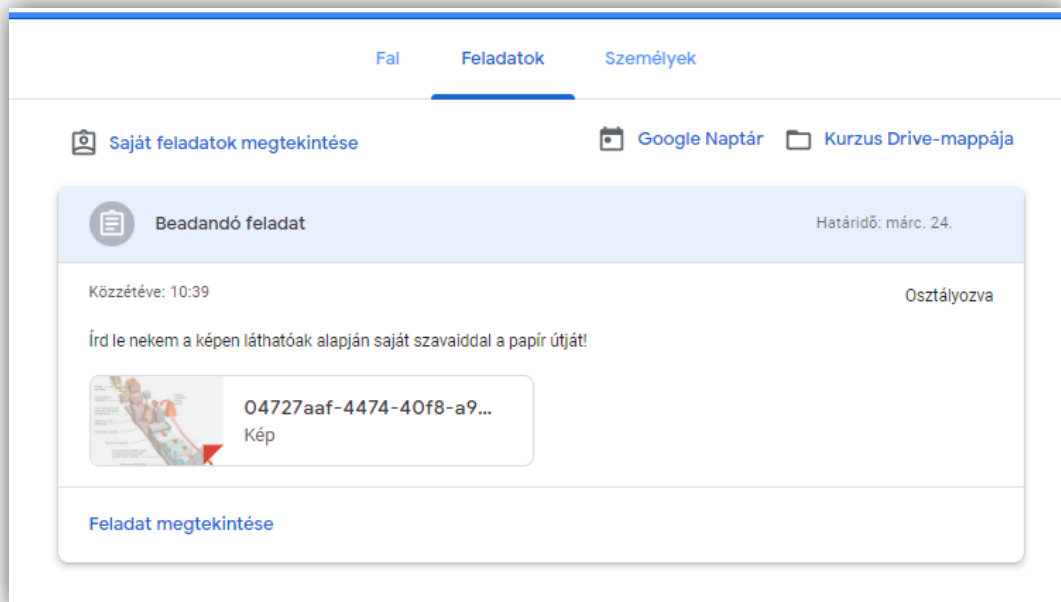 Fal Feladatok Személyek
Saját feladatok megtekintése Google Naptár Kurzus Drive-mappája
Beadandó feladat Határidő: márc. 24.
Közzétéve: 10:39 Osztályozva
Írd le nekem a képen láthatóak alapján saját szavaiddal a papír útját!
04727aaf-4474-40f8-a9...
Kép
Feladat megtekintése